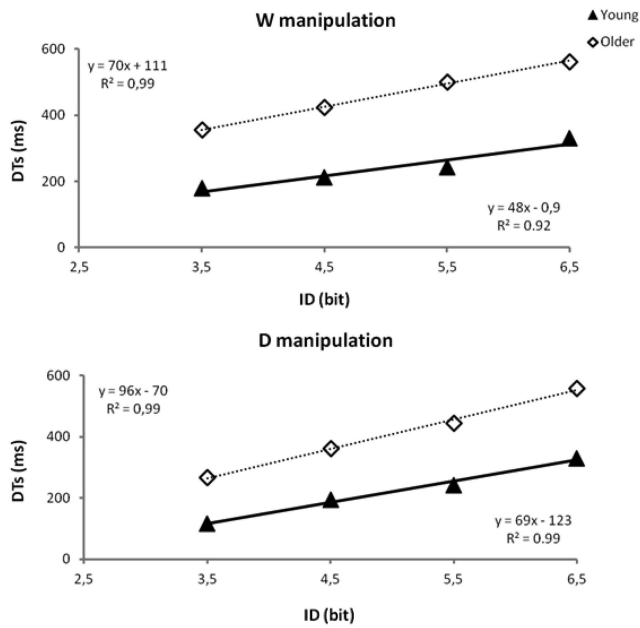 W manipulation
Young
Older
600
400
200
0
DTs (ms)
y = 70x + 111
R² = 0,99
y = 48x - 0,9
R² = 0.92
2,5 3,5 4,5 5,5 6,5
ID (bit)
D manipulation
600
400
200
0
DTs (ms)
y = 96x - 70
R² = 0,99
y = 69x - 123
R² = 0.99
2,5 3,5 4,5 5,5 6,5
ID (bit)